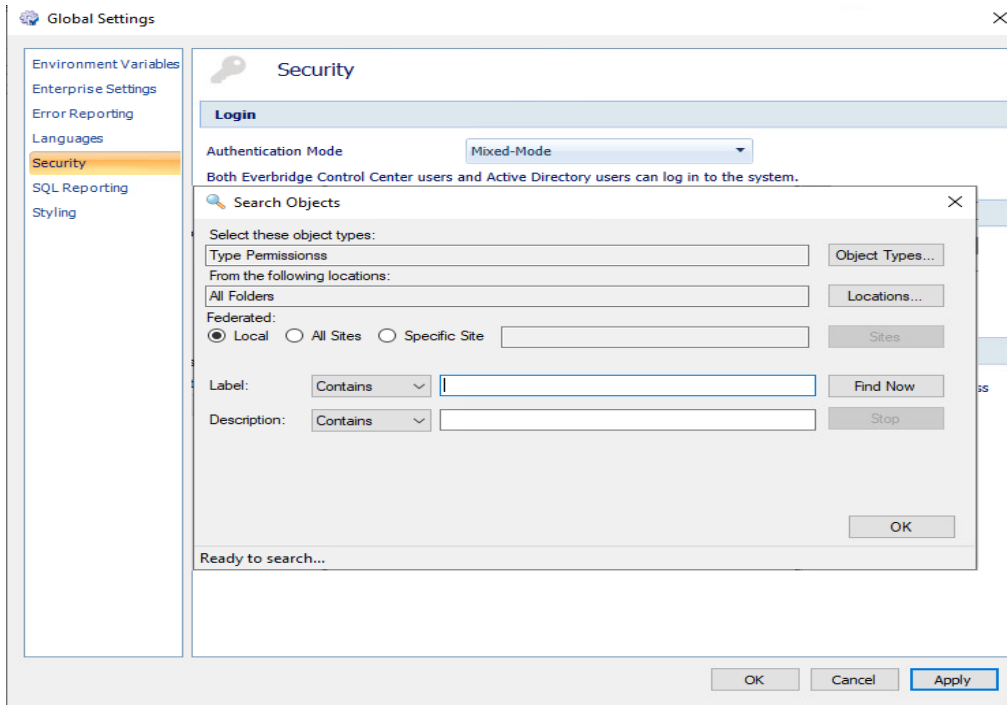 Global Settings
Environment Variables
Enterprise Settings
Error Reporting
Languages
Security
SQL Reporting
Styling
Security
Login
Authentication Mode Mixed-Mode
Both Everbridge Control Center users and Active Directory users can log in to the system.
Search Objects
Select these object types:
Type Permissionss Object Types...
From the following locations:
All Folders Locations...
Federated:
Local All Sites Specific Site Sites
Label: Contains Find Now
Description: Contains Stop
OK
Ready to search...
OK Cancel Apply